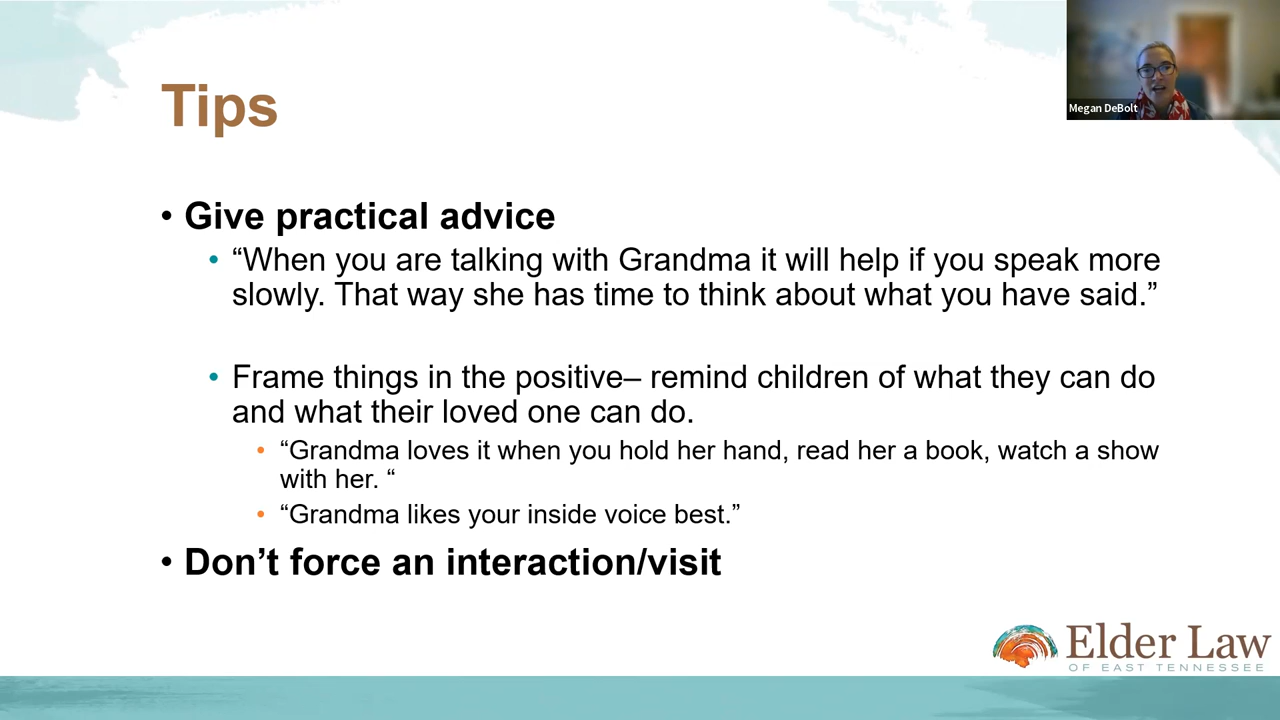 Megan DeBolt
Tips
• Give practical advice
• “When you are talking with Grandma it will help if you speak more
slowly. That way she has time to think about what you have said.”
• Frame things in the positive– remind children of what they can do
and what their loved one can do.
• “Grandma loves it when you hold her hand, read her a book, watch a show
with her. “
• “Grandma likes your inside voice best.”
• Don’t force an interaction/visit
Elder Law
OF EAST TENNESSEE